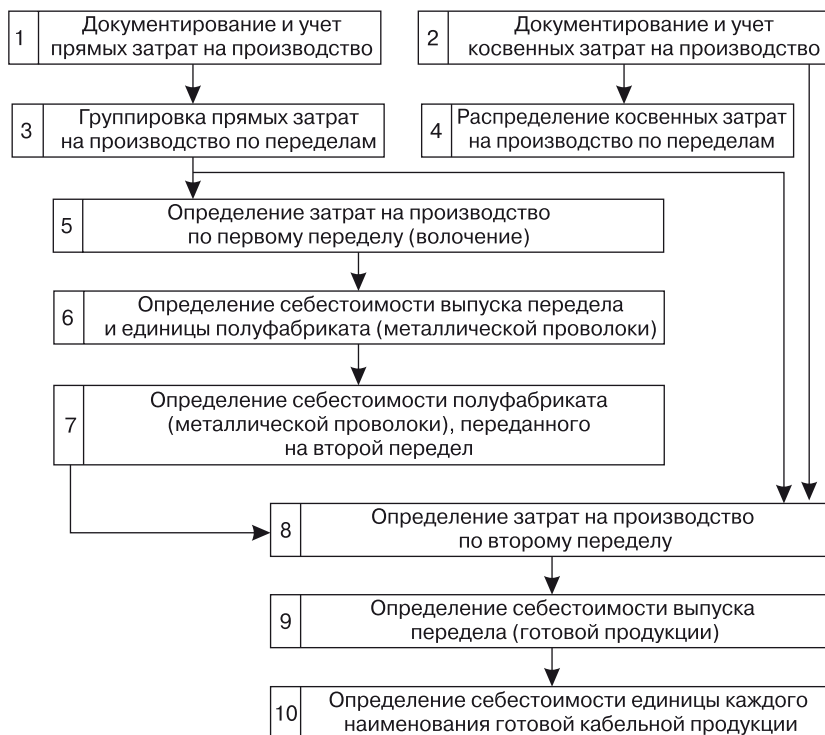 1
Документирование и учет
прямых затрат на производство
2
Документирование и учет
косвенных затрат на производство
3
Группировка прямых затрат
на производство по переделам
4
Распределение косвенных затрат
на производство по переделам
5
Определение затрат на производство
по первому переделу (волочение)
6
Определение себестоимости выпуска передела
и единицы полуфабриката (металлической проволоки)
7
Определение себестоимости полуфабриката
(металлической проволоки), переданного
на второй передел
8
Определение затрат на производство
по второму переделу
9
Определение себестоимости выпуска
передела (готовой продукции)
10
Определение себестоимости единицы каждого
наименования готовой кабельной продукции